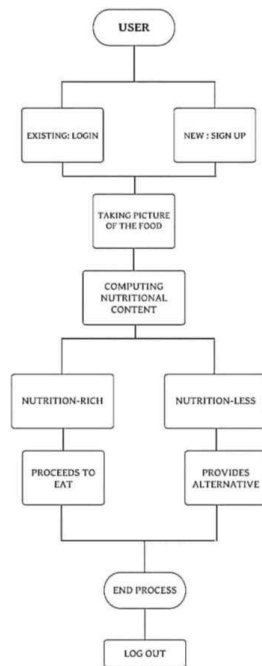 USER
EXISTING: LOGIN
NEW : SIGN UP
TAKING PICTURE
OF THE FOOD
COMPUTING
NUTRITIONAL
CONTENT
NUTRITION-RICH
NUTRITION-LESS
PROCEEDS TO
EAT
PROVIDES
ALTERNATIVE
END PROCESS
LOG OUT